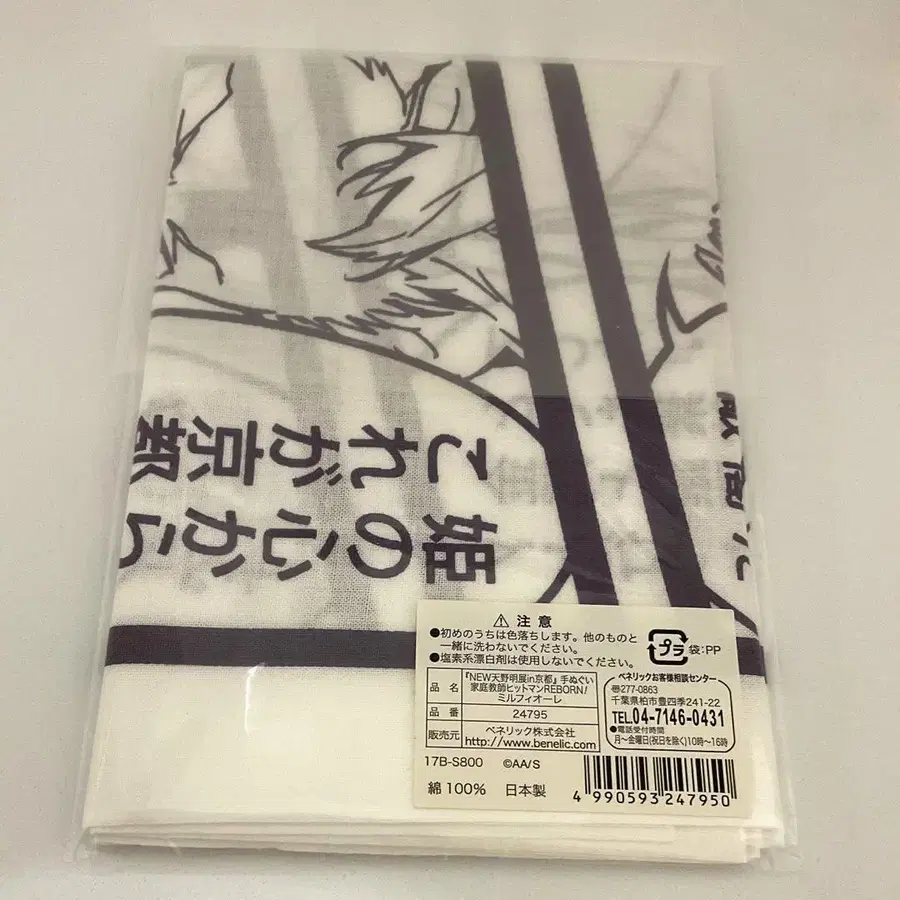 これが京都
姫の心から
⚠ 注意
●初めのうちは色落ちします。他のものと
一緒に洗わないでください。
●塩素系漂白剤は使用しないでください。
プラ 袋:PP
品名
『NEW天野明展in京都』手ぬぐい
家庭教師ヒットマンREBORN!
ミルフィオーレ
品番 24795
販売元 ベネリック株式会社
http://www.benelic.com
ベネリックお客様相談センター
〠277-0863
千葉県柏市豊四季241-22
TEL.04-7146-0431
●電話受付時間
月~金曜日(祝日を除く)10時~16時
17B-S800 ©AA/S
綿100% 日本製
4 990593 247950